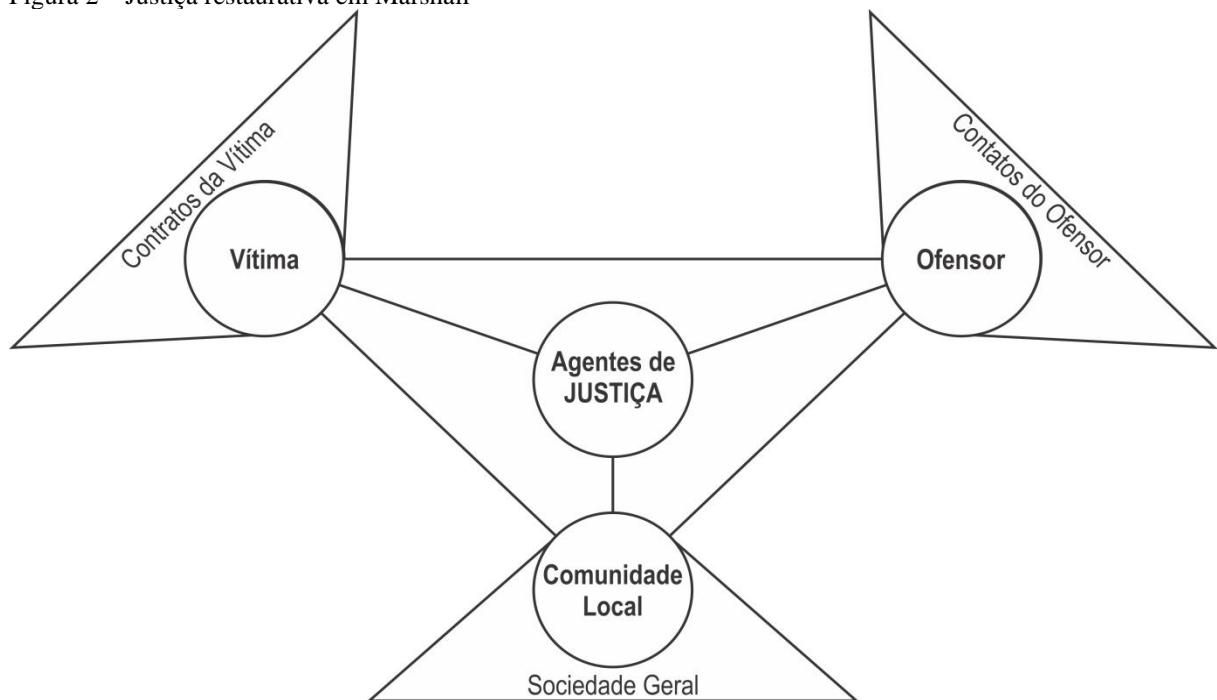 Figura 2 – Justiça restaurativa em Marshall
Contratos da Vítima
Contatos do Ofensor
Vítima
Ofensor
Agentes de
JUSTIÇA
Comunidade
Local
Sociedade Geral